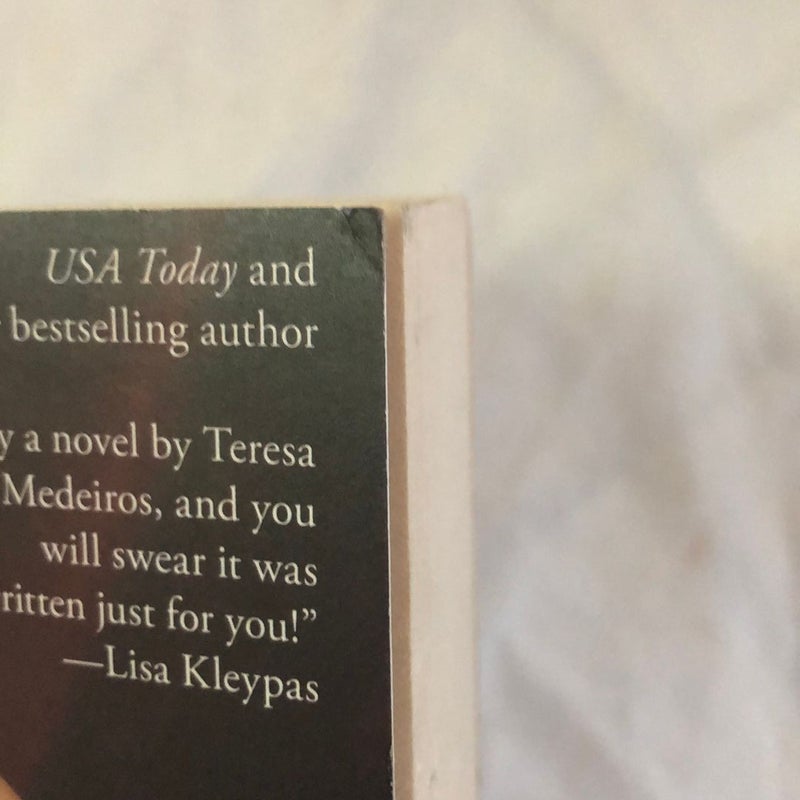 USA Today and
bestselling author
y a novel by Teresa
Medeiros, and you
will swear it was
ritten just for you!”
—Lisa Kleypas